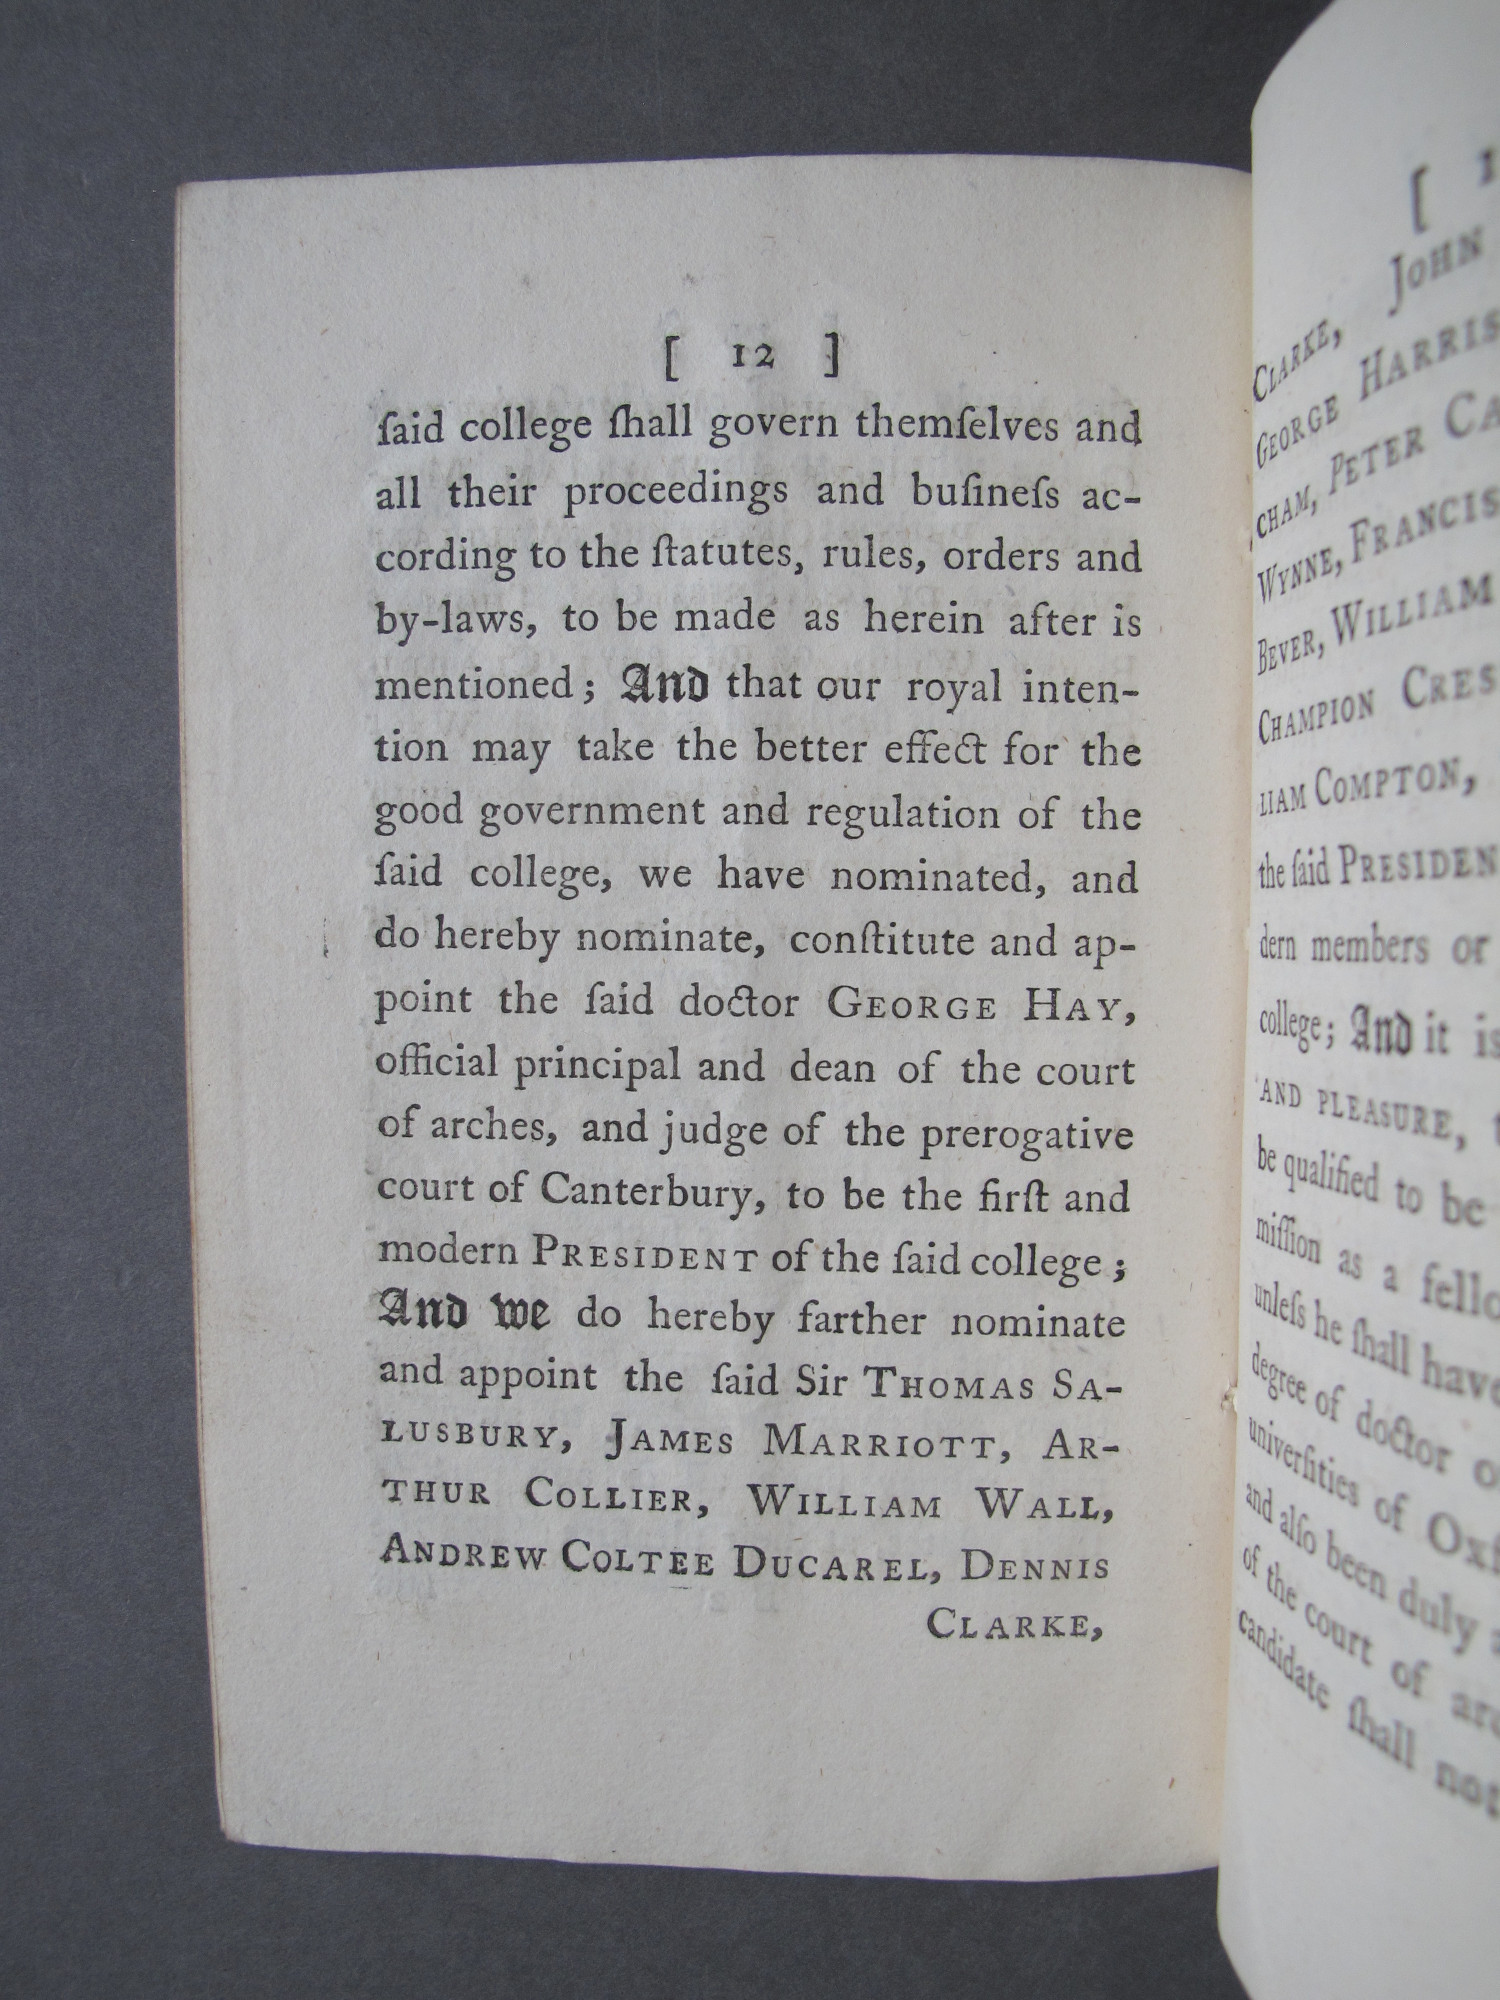 [ 12 ]
ſaid college ſhall govern themſelves and
all their proceedings and buſineſs ac-
cording to the ſtatutes, rules, orders and
by-laws, to be made as herein after is
mentioned; And that our royal inten-
tion may take the better effect for the
good government and regulation of the
ſaid college, we have nominated, and
do hereby nominate, conſtitute and ap-
point the ſaid doctor GEORGE HAY,
official principal and dean of the court
of arches, and judge of the prerogative
court of Canterbury, to be the firſt and
modern PRESIDENT of the ſaid college;
And we do hereby farther nominate
and appoint the ſaid Sir THOMAS SA-
LUSBURY, JAMES MARRIOTT, AR-
THUR COLLIER, WILLIAM WALL,
ANDREW COLTEE DUCAREL, DENNIS
CLARKE,
[ 1
CLARKE, JOHN
GEORGE HARRIS
CHAM, PETER CA
WYNNE, FRANCIS
BEVER, WILLIAM
CHAMPION CRES
LIAM COMPTON,
the ſaid PRESIDEN
dern members or
college; And it is
AND PLEASURE,
be qualified to be
miſſion as a fello
unleſs he ſhall have
degree of doctor o
univerſities of Oxf
and alſo been duly
of the court of arc
candidate ſhall not